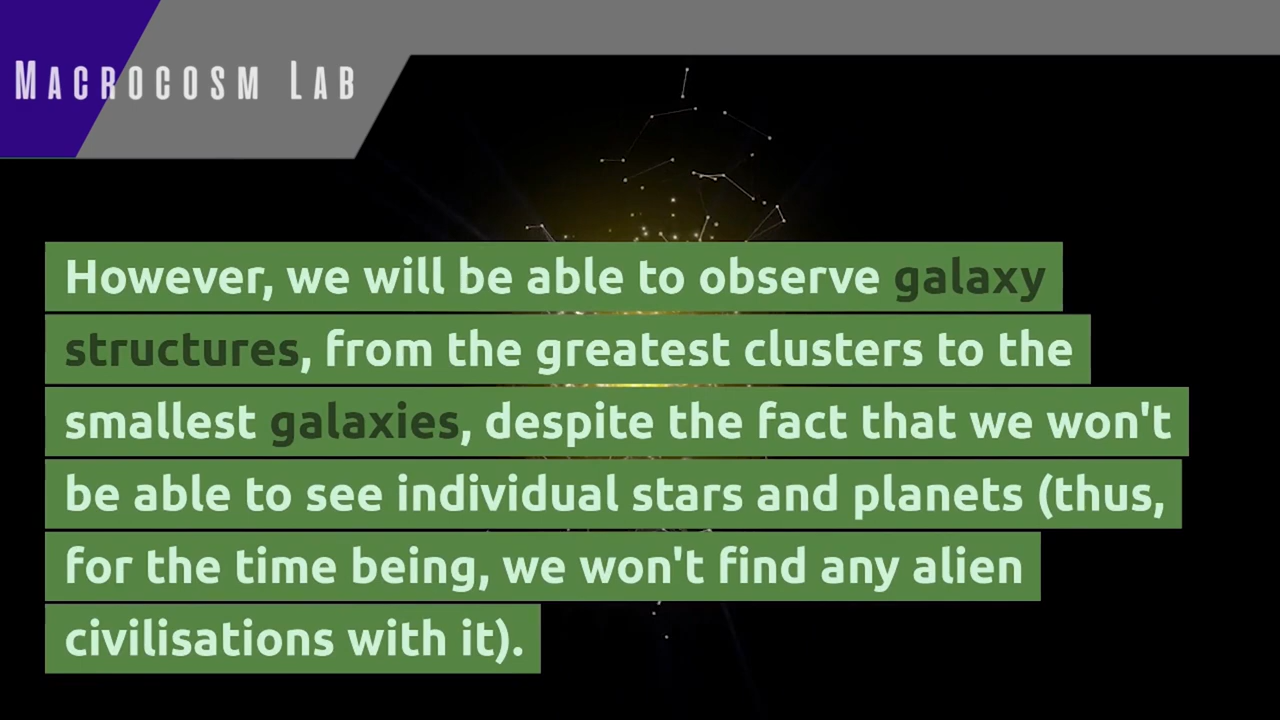 Macrocosm Lab
However, we will be able to observe galaxy
structures, from the greatest clusters to the
smallest galaxies, despite the fact that we won't
be able to see individual stars and planets (thus,
for the time being, we won't find any alien
civilisations with it).